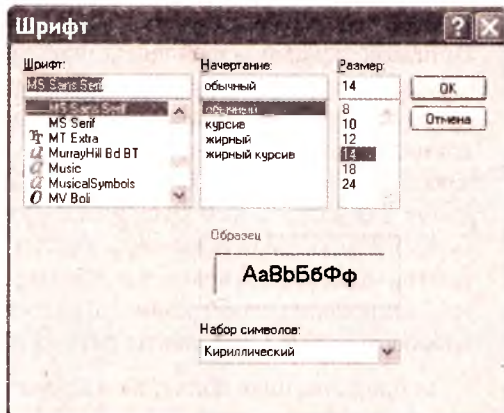 Шрифт
Шрифт: Начертание: Размер:
MS Sans Serif обычный 14 OK
MS Sans Serif обычный 8 Отмена
MS Serif курсив 10
MT Extra жирный 12
MurrayHill Bd BT жирный курсив 14
Music 18
MusicalSymbols 24
MV Boli
Образец
AaBbБбФф
Набор символов:
Кириллический